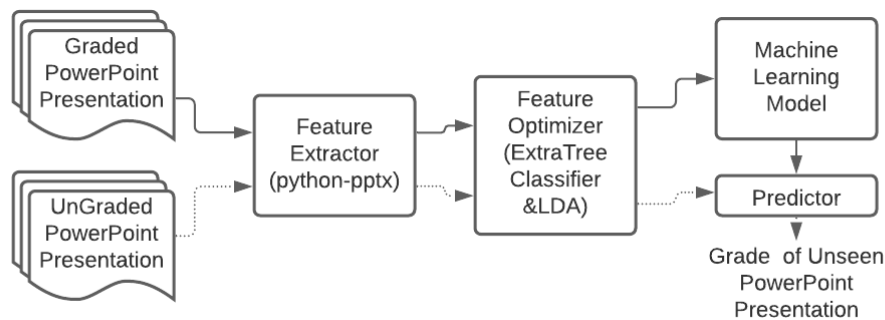 Graded
PowerPoint
Presentation
UnGraded
PowerPoint
Presentation
Feature
Extractor
(python-pptx)
Feature
Optimizer
(ExtraTree
Classifier
&LDA)
Machine
Learning
Model
Predictor
Grade of Unseen
PowerPoint
Presentation